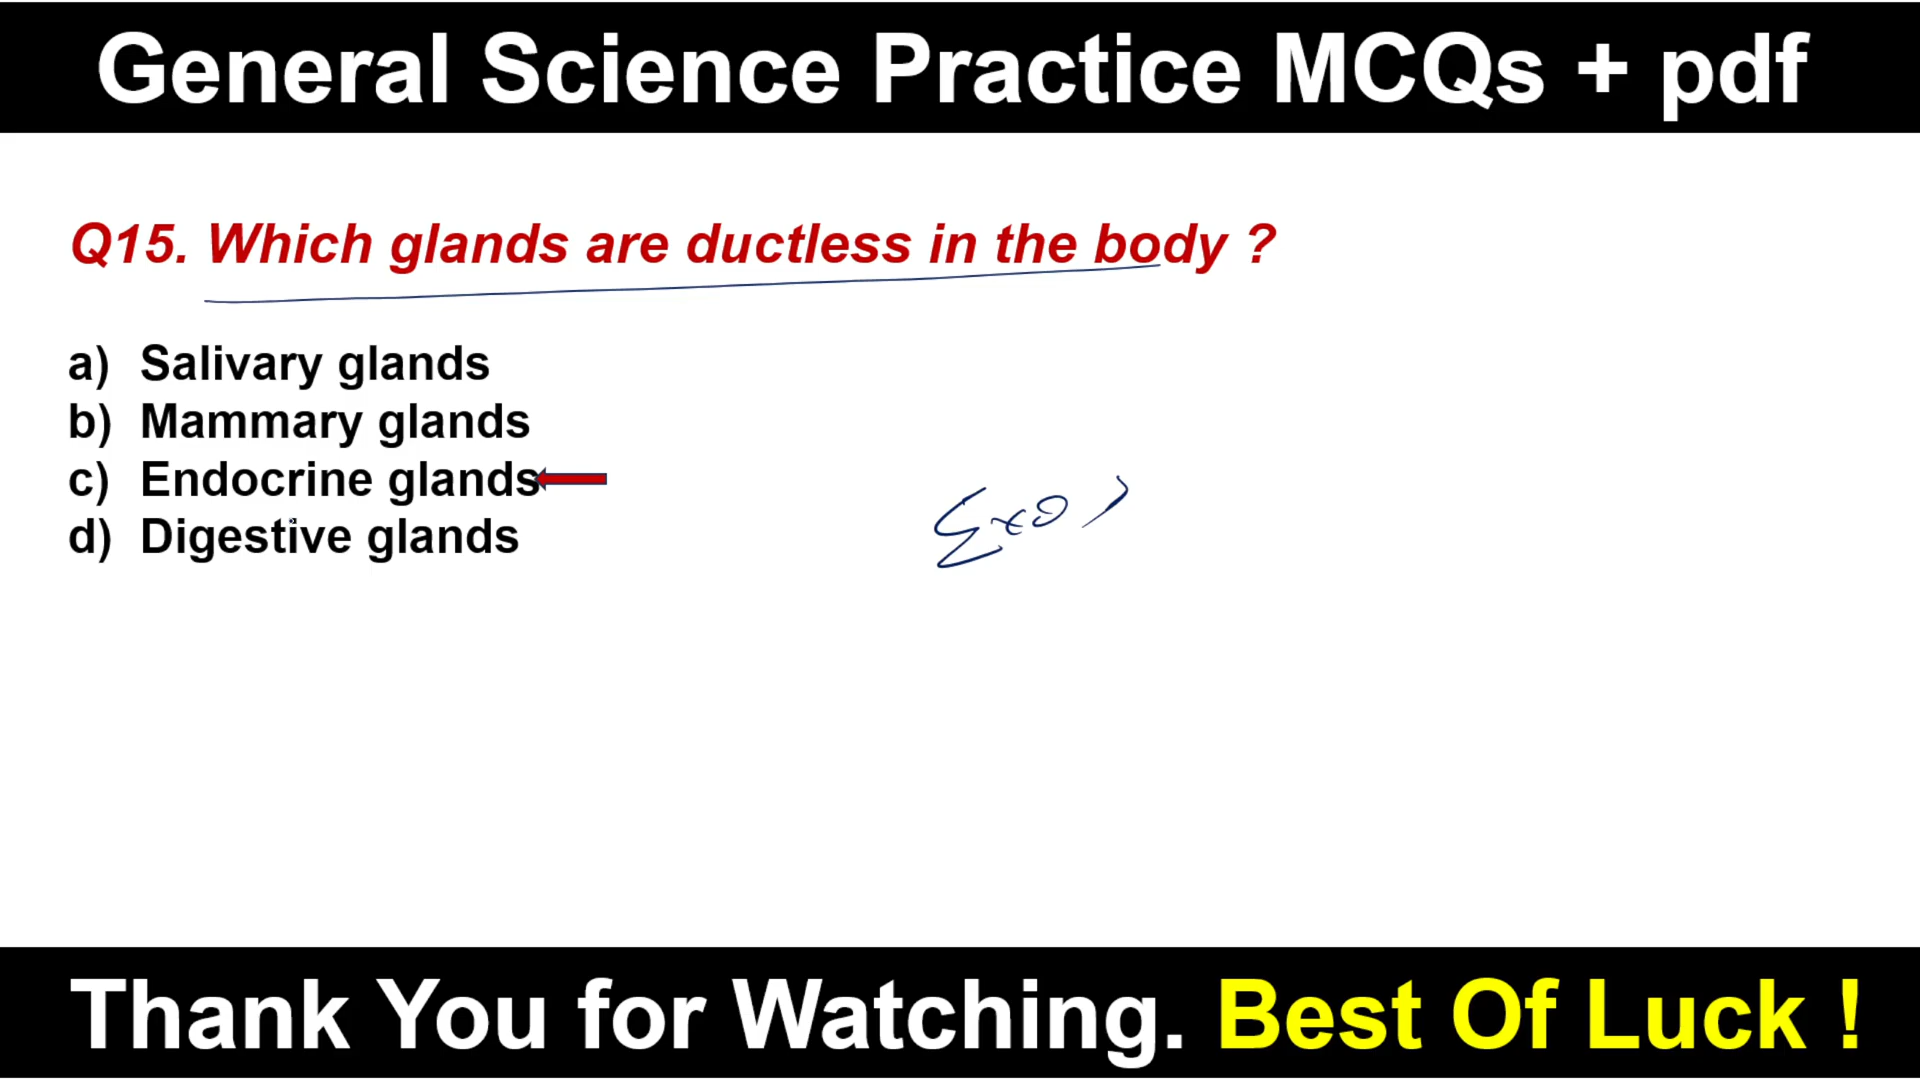 General Science Practice MCQs + pdf
Q15. Which glands are ductless in the body ?
a) Salivary glands
b) Mammary glands
c) Endocrine glands
d) Digestive glands
Exo
Thank You for Watching. Best Of Luck !